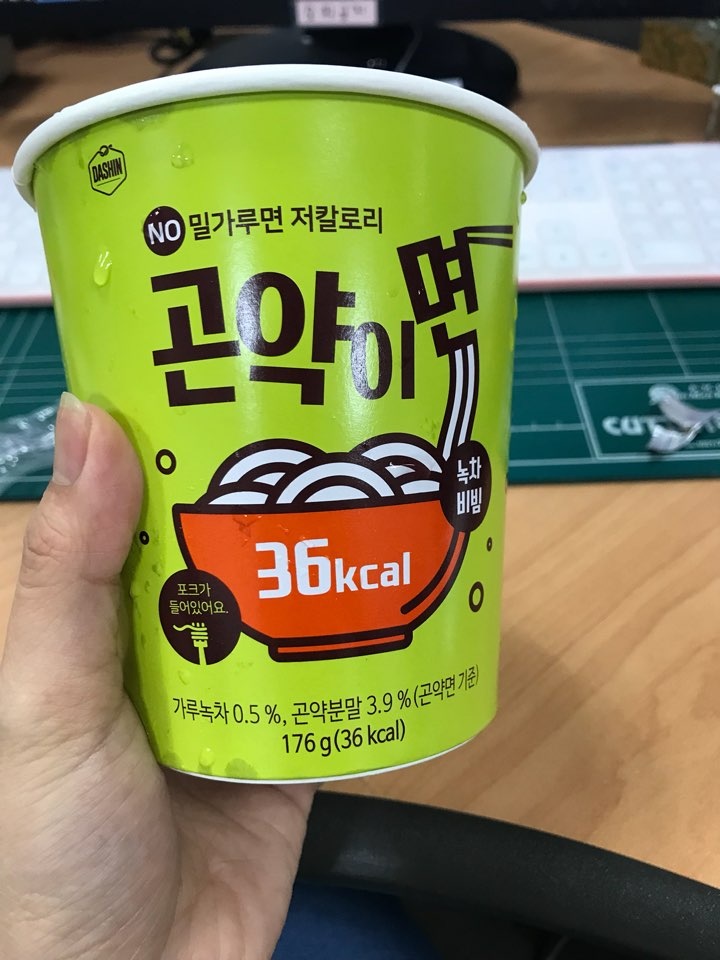 DASHIN
NO 밀가루면 저칼로리
곤약이면
녹차
비빔
36kcal
포크가
들어있어요.
가루녹차 0.5 %, 곤약분말 3.9 % (곤약면 기준)
176 g (36 kcal)